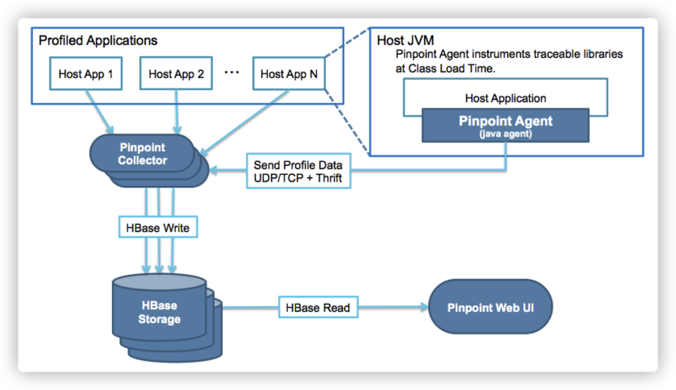 Profiled Applications
Host App 1
Host App 2
...
Host App N
Host JVM
Pinpoint Agent instruments traceable libraries
at Class Load Time.
Host Application
Pinpoint Agent
(java agent)
Pinpoint
Collector
Send Profile Data
UDP/TCP + Thrift
HBase Write
HBase
Storage
HBase Read
Pinpoint Web UI